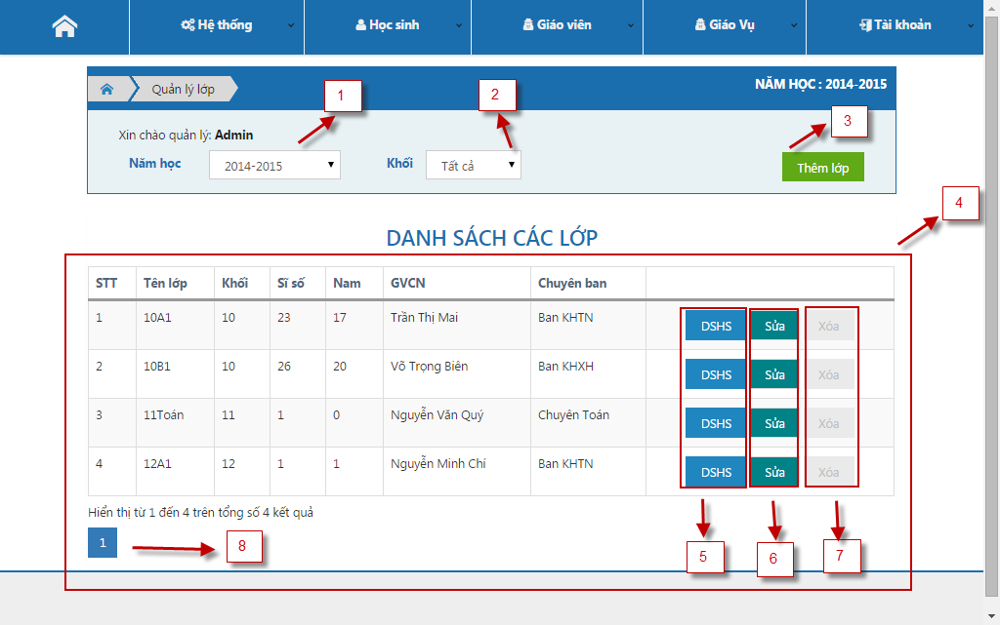 Hệ thống Học sinh Giáo viên Giáo Vụ Tài khoản
Quản lý lớp NĂM HỌC : 2014-2015
1 2 3
Xin chào quản lý: Admin
Năm học 2014-2015 Khối Tất cả Thêm lớp
4
DANH SÁCH CÁC LỚP
STT Tên lớp Khối Sĩ số Nam GVCN Chuyên ban
1 10A1 10 23 17 Trần Thị Mai Ban KHTN DSHS Sửa Xóa
2 10B1 10 26 20 Võ Trọng Biên Ban KHXH DSHS Sửa Xóa
3 11Toán 11 1 0 Nguyễn Văn Quý Chuyên Toán DSHS Sửa Xóa
4 12A1 12 1 1 Nguyễn Minh Chí Ban KHTN DSHS Sửa Xóa
Hiển thị từ 1 đến 4 trên tổng số 4 kết quả
1 8 5 6 7